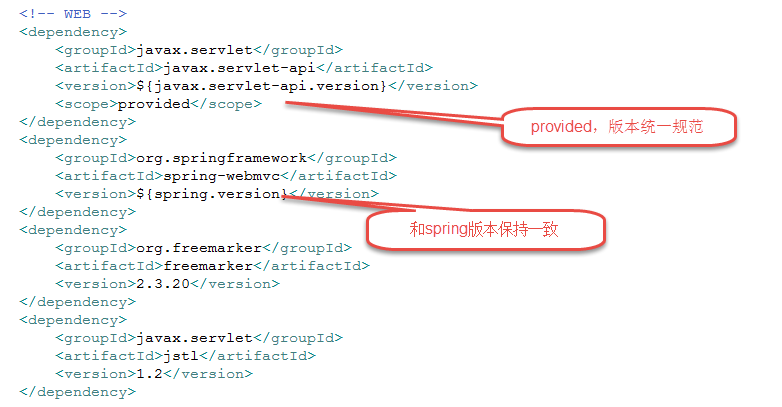 <!-- WEB -->
<dependency>
    <groupId>javax.servlet</groupId>
    <artifactId>javax.servlet-api</artifactId>
    <version>${javax.servlet-api.version}</version>
    <scope>provided</scope>
provided，版本统一规范
</dependency>
<dependency>
    <groupId>org.springframework</groupId>
    <artifactId>spring-webmvc</artifactId>
    <version>${spring.version}</version>
和spring版本保持一致
</dependency>
<dependency>
    <groupId>org.freemarker</groupId>
    <artifactId>freemarker</artifactId>
    <version>2.3.20</version>
</dependency>
<dependency>
    <groupId>javax.servlet</groupId>
    <artifactId>jstl</artifactId>
    <version>1.2</version>
</dependency>